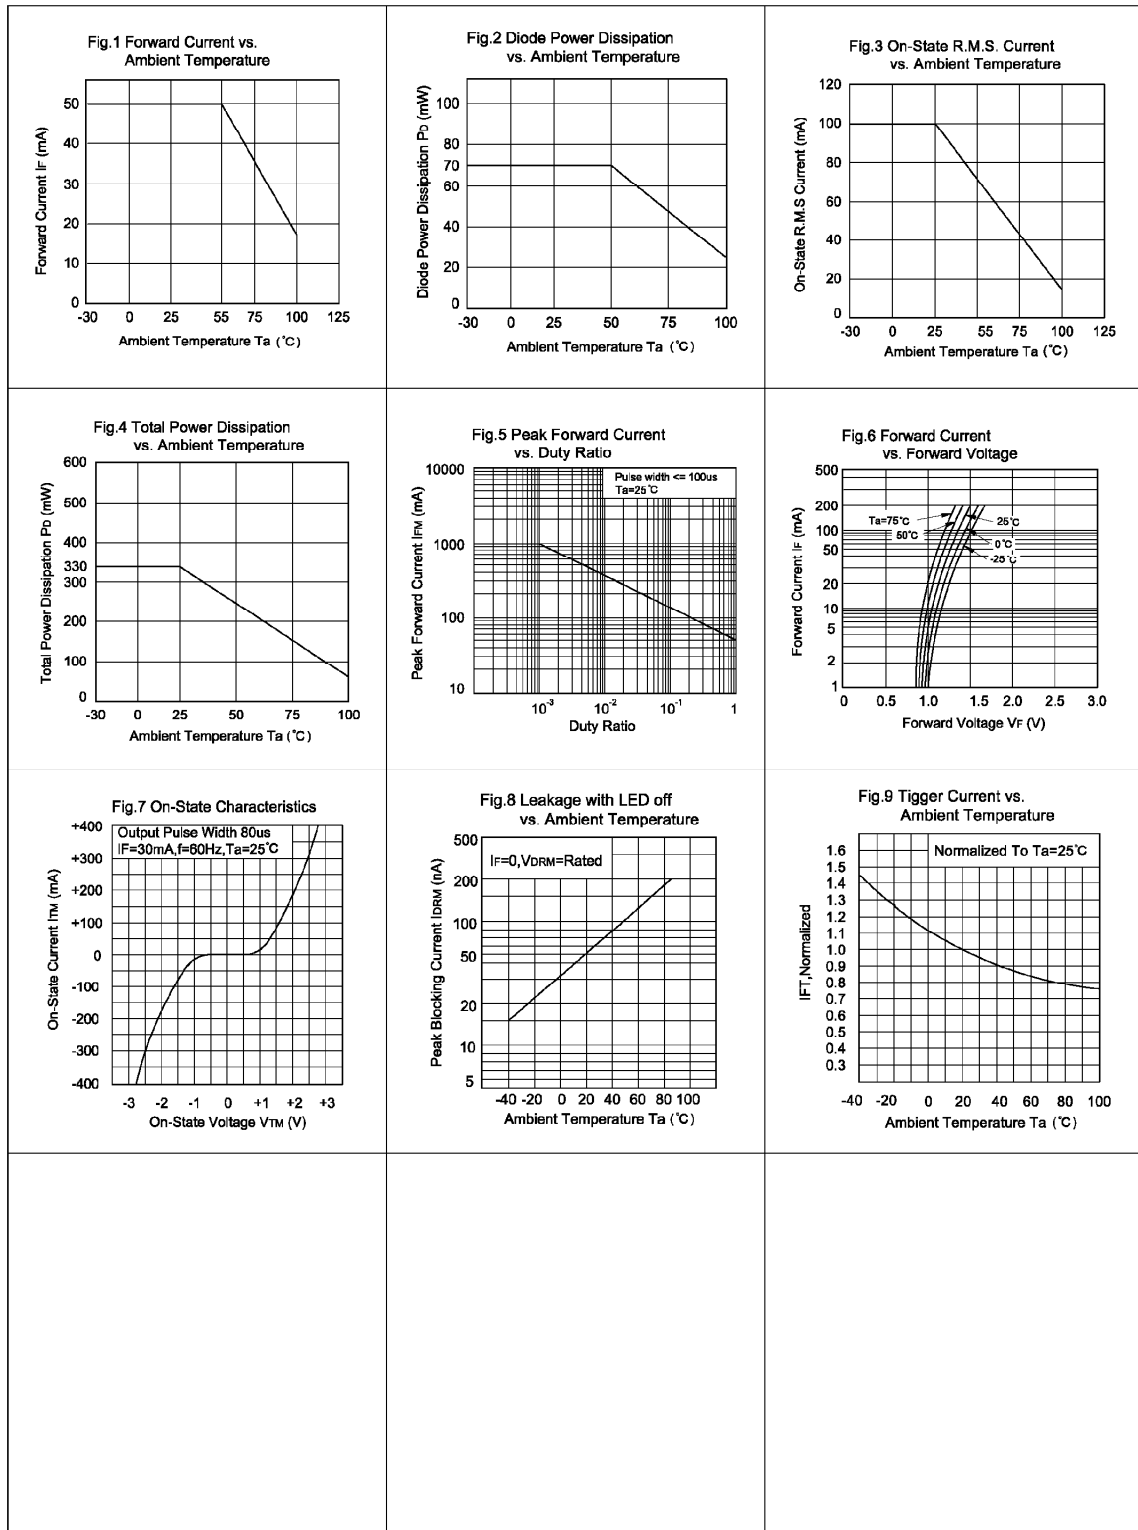 Fig.1 Forward Current vs.
Ambient Temperature
Forward Current IF (mA)
50
40
30
20
10
0
-30 0 25 55 75 100 125
Ambient Temperature Ta (°C)
Fig.2 Diode Power Dissipation
vs. Ambient Temperature
Diode Power Dissipation PD (mW)
100
80
70
60
40
20
0
-30 0 25 50 75 100
Ambient Temperature Ta (°C)
Fig.3 On-State R.M.S. Current
vs. Ambient Temperature
On-State R.M.S Current (mA)
120
100
80
60
40
20
0
-30 0 25 55 75 100 125
Ambient Temperature Ta (°C)
Fig.4 Total Power Dissipation
vs. Ambient Temperature
Total Power Dissipation PD (mW)
600
500
400
330
300
200
100
0
-30 0 25 50 75 100
Ambient Temperature Ta (°C)
Fig.5 Peak Forward Current
vs. Duty Ratio
Peak Forward Current IFM (mA)
10000
1000
100
10
Pulse width <= 100us
Ta=25°C
10-3 10-2 10-1 1
Duty Ratio
Fig.6 Forward Current
vs. Forward Voltage
Forward Current IF (mA)
500
200
100
50
20
10
5
2
1
Ta=75°C
50°C
25°C
0°C
-25°C
0 0.5 1.0 1.5 2.0 2.5 3.0
Forward Voltage VF (V)
Fig.7 On-State Characteristics
On-State Current ITM (mA)
+400
+300
+200
+100
0
-100
-200
-300
-400
Output Pulse Width 80us
IF=30mA,f=60Hz,Ta=25°C
-3 -2 -1 0 +1 +2 +3
On-State Voltage VTM (V)
Fig.8 Leakage with LED off
vs. Ambient Temperature
Peak Blocking Current IDRM (nA)
500
200
100
50
20
10
5
IF=0,VDRM=Rated
-40 -20 0 20 40 60 80 100
Ambient Temperature Ta (°C)
Fig.9 Tigger Current vs.
Ambient Temperature
IFT,Normalized
1.6
1.5
1.4
1.3
1.2
1.1
1.0
0.9
0.8
0.7
0.6
0.5
0.4
0.3
Normalized To Ta=25°C
-40 -20 0 20 40 60 80 100
Ambient Temperature Ta (°C)